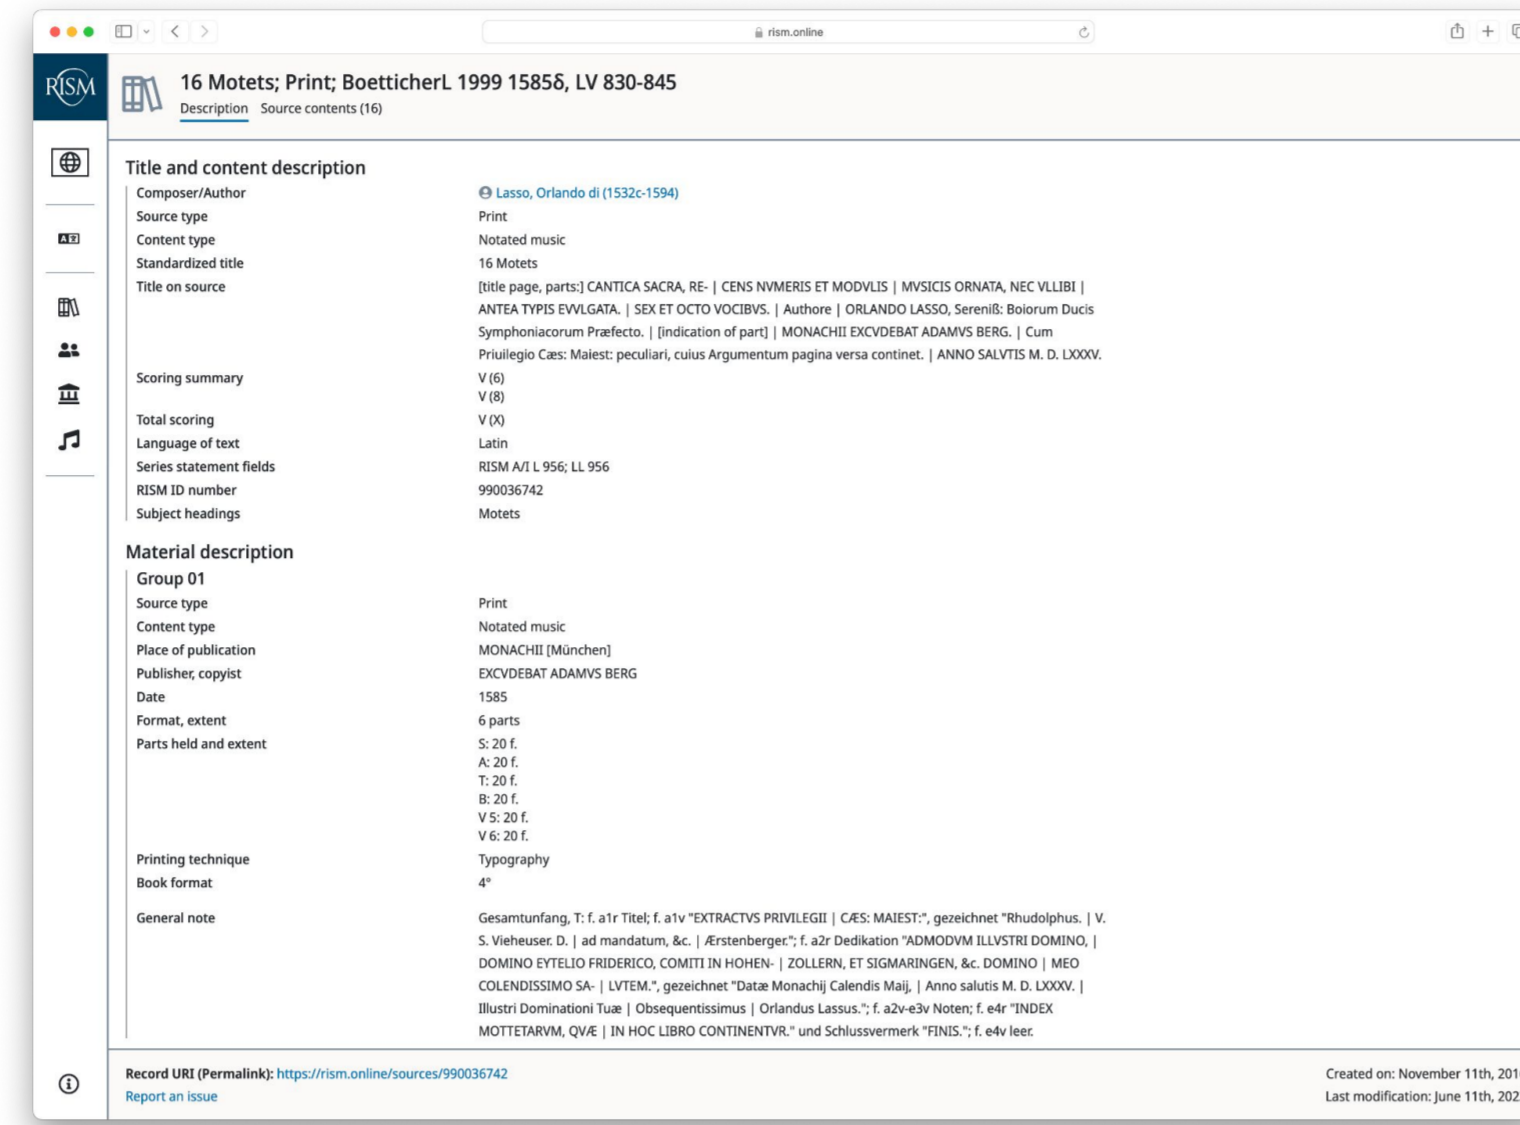 rism.online
RISM
16 Motets; Print; BoetticherL 1999 1585δ, LV 830-845
Description Source contents (16)
Title and content description
Composer/Author Lasso, Orlando di (1532c-1594)
Source type Print
Content type Notated music
Standardized title 16 Motets
Title on source [title page, parts:] CANTICA SACRA, RE- | CENS NVMERIS ET MODVLIS | MVSICIS ORNATA, NEC VLLIBI |
ANTEA TYPIS EVVLGATA. | SEX ET OCTO VOCIBVS. | Authore | ORLANDO LASSO, Sereniß: Boiorum Ducis
Symphoniacorum Præfecto. | [indication of part] | MONACHII EXCVDEBAT ADAMVS BERG. | Cum
Priuilegio Cæs: Maiest: peculiari, cuius Argumentum pagina versa continet. | ANNO SALVTIS M. D. LXXXV.
Scoring summary V (6)
V (8)
Total scoring V (X)
Language of text Latin
Series statement fields RISM A/I L 956; LL 956
RISM ID number 990036742
Subject headings Motets
Material description
Group 01
Source type Print
Content type Notated music
Place of publication MONACHII [München]
Publisher, copyist EXCVDEBAT ADAMVS BERG
Date 1585
Format, extent 6 parts
Parts held and extent S: 20 f.
A: 20 f.
T: 20 f.
B: 20 f.
V 5: 20 f.
V 6: 20 f.
Printing technique Typography
Book format 4°
General note Gesamtunfang, T: f. a1r Titel; f. a1v "EXTRACTVS PRIVILEGII | CÆS: MAIEST:", gezeichnet "Rhudolphus. | V.
S. Vieheuser. D. | ad mandatum, &c. | Ærstenberger."; f. a2r Dedikation "ADMODVM ILLVSTRI DOMINO, |
DOMINO EYTELIO FRIDERICO, COMITI IN HOHEN- | ZOLLERN, ET SIGMARINGEN, &c. DOMINO | MEO
COLENDISSIMO SA- | LVTEM.", gezeichnet "Datæ Monachij Calendis Maij, | Anno salutis M. D. LXXXV. |
Illustri Dominationi Tuæ | Obsequentissimus | Orlandus Lassus."; f. a2v-e3v Noten; f. e4r "INDEX
MOTTETARVM, QVÆ | IN HOC LIBRO CONTINENTVR." und Schlussvermerk "FINIS."; f. e4v leer.
Record URI (Permalink): https://rism.online/sources/990036742
Report an issue
Created on: November 11th,
Last modification: June 11th,